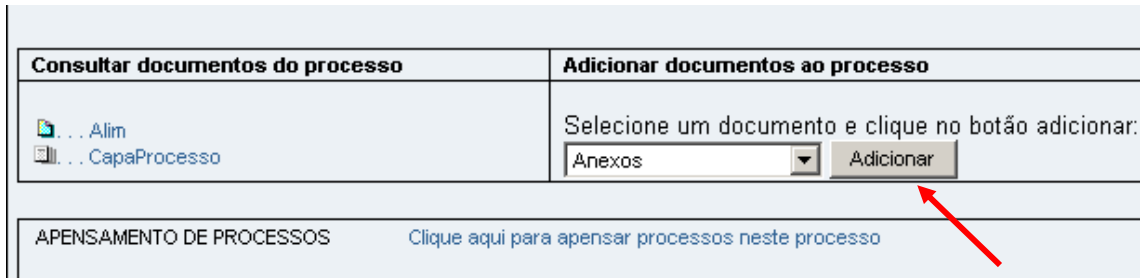 Consultar documentos do processo
Adicionar documentos ao processo
. . . Alim
. . . CapaProcesso
Selecione um documento e clique no botão adicionar:
Anexos
Adicionar
APENSAMENTO DE PROCESSOS Clique aqui para apensar processos neste processo